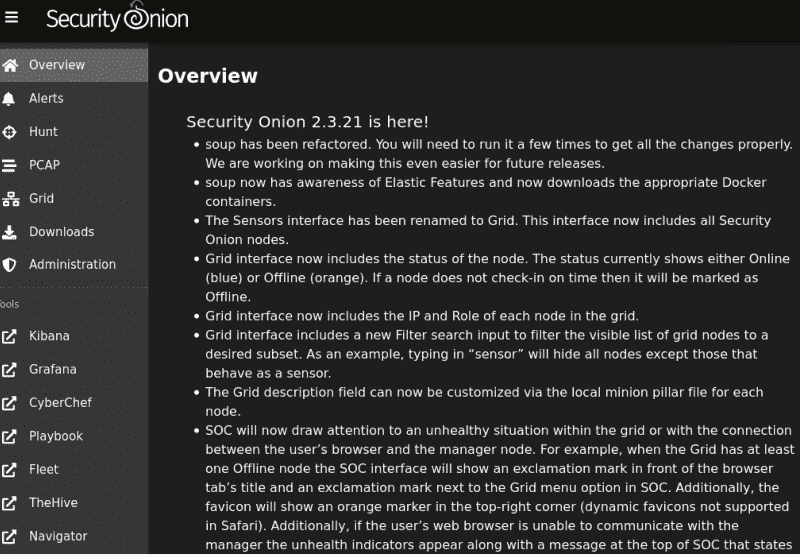 Security Onion
Overview
Alerts
Hunt
PCAP
Grid
Downloads
Administration
Tools
Kibana
Grafana
CyberChef
Playbook
Fleet
TheHive
Navigator
Overview
Security Onion 2.3.21 is here!
soup has been refactored. You will need to run it a few times to get all the changes properly.
We are working on making this even easier for future releases.
soup now has awareness of Elastic Features and now downloads the appropriate Docker
containers.
The Sensors interface has been renamed to Grid. This interface now includes all Security
Onion nodes.
Grid interface now includes the status of the node. The status currently shows either Online
(blue) or Offline (orange). If a node does not check-in on time then it will be marked as
Offline.
Grid interface now includes the IP and Role of each node in the grid.
Grid interface includes a new Filter search input to filter the visible list of grid nodes to a
desired subset. As an example, typing in “sensor” will hide all nodes except those that
behave as a sensor.
The Grid description field can now be customized via the local minion pillar file for each
node.
SOC will now draw attention to an unhealthy situation within the grid or with the connection
between the user’s browser and the manager node. For example, when the Grid has at least
one Offline node the SOC interface will show an exclamation mark in front of the browser
tab’s title and an exclamation mark next to the Grid menu option in SOC. Additionally, the
favicon will show an orange marker in the top-right corner (dynamic favicons not supported
in Safari). Additionally, if the user’s web browser is unable to communicate with the
manager the unhealth indicators appear along with a message at the top of SOC that states